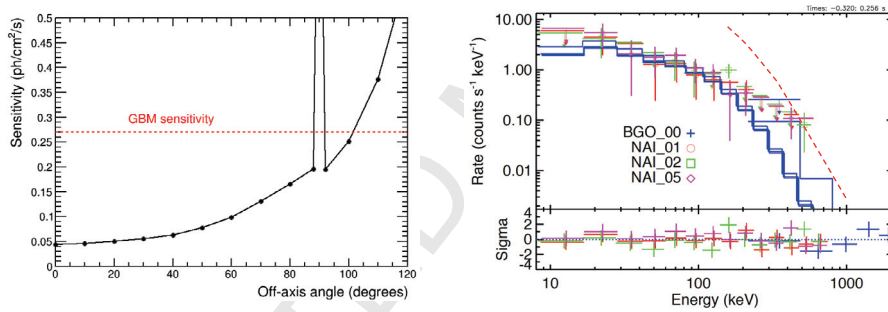 Sensitivity (ph/cm²/s)
0.5
0.45
0.4
0.35
0.3
0.25
0.2
0.15
0.1
0.05
0
GBM sensitivity
0 20 40 60 80 100 120
Off-axis angle (degrees)
Times: -0.320: 0.256 s
Rate (counts s⁻¹ keV⁻¹)
10.00
1.00
0.10
0.01
BGO_00
NAI_01
NAI_02
NAI_05
Sigma
4
2
0
-2
-4
10 100 1000
Energy (keV)